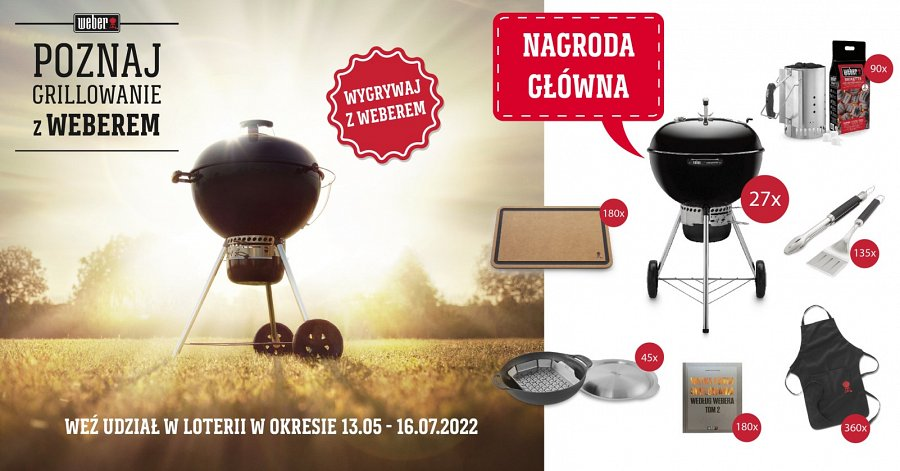 weber
POZNAJ
GRILLOWANIE
z WEBEREM
WYGRYWAJ
Z WEBEREM
WEŹ UDZIAŁ W LOTERII W OKRESIE 13.05 - 16.07.2022
NAGRODA
GŁÓWNA
27x
weber
90x
180x
135x
45x
WEDŁUG WEBERA
TOM 2
180x
360x